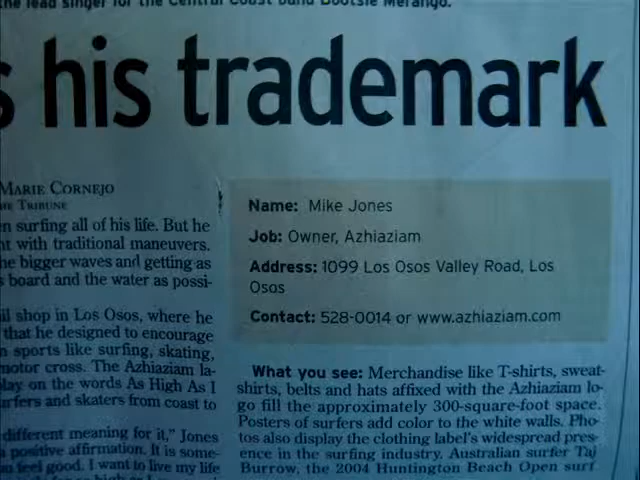 the lead singer for the Central Coast band Bootsie Merango.
s his trademark
MARIE CORNEJO
HE TRIBUNE
n surfing all of his life. But he
nt with traditional maneuvers.
he bigger waves and getting as
s board and the water as possi-
il shop in Los Osos, where he
that he designed to encourage
n sports like surfing, skating,
motor cross. The Azhiaziam la-
lay on the words As High As I
urfers and skaters from coast to
different meaning for it," Jones
a positive affirmation. It is some-
u feel good. I want to live my life
Name: Mike Jones
Job: Owner, Azhiaziam
Address: 1099 Los Osos Valley Road, Los
Osos
Contact: 528-0014 or www.azhiaziam.com
What you see: Merchandise like T-shirts, sweat-
shirts, belts and hats affixed with the Azhiaziam lo-
go fill the approximately 300-square-foot space.
Posters of surfers add color to the white walls. Pho-
tos also display the clothing label's widespread pres-
ence in the surfing industry. Australian surfer Taj
Burrow, the 2004 Huntington Beach Open surf